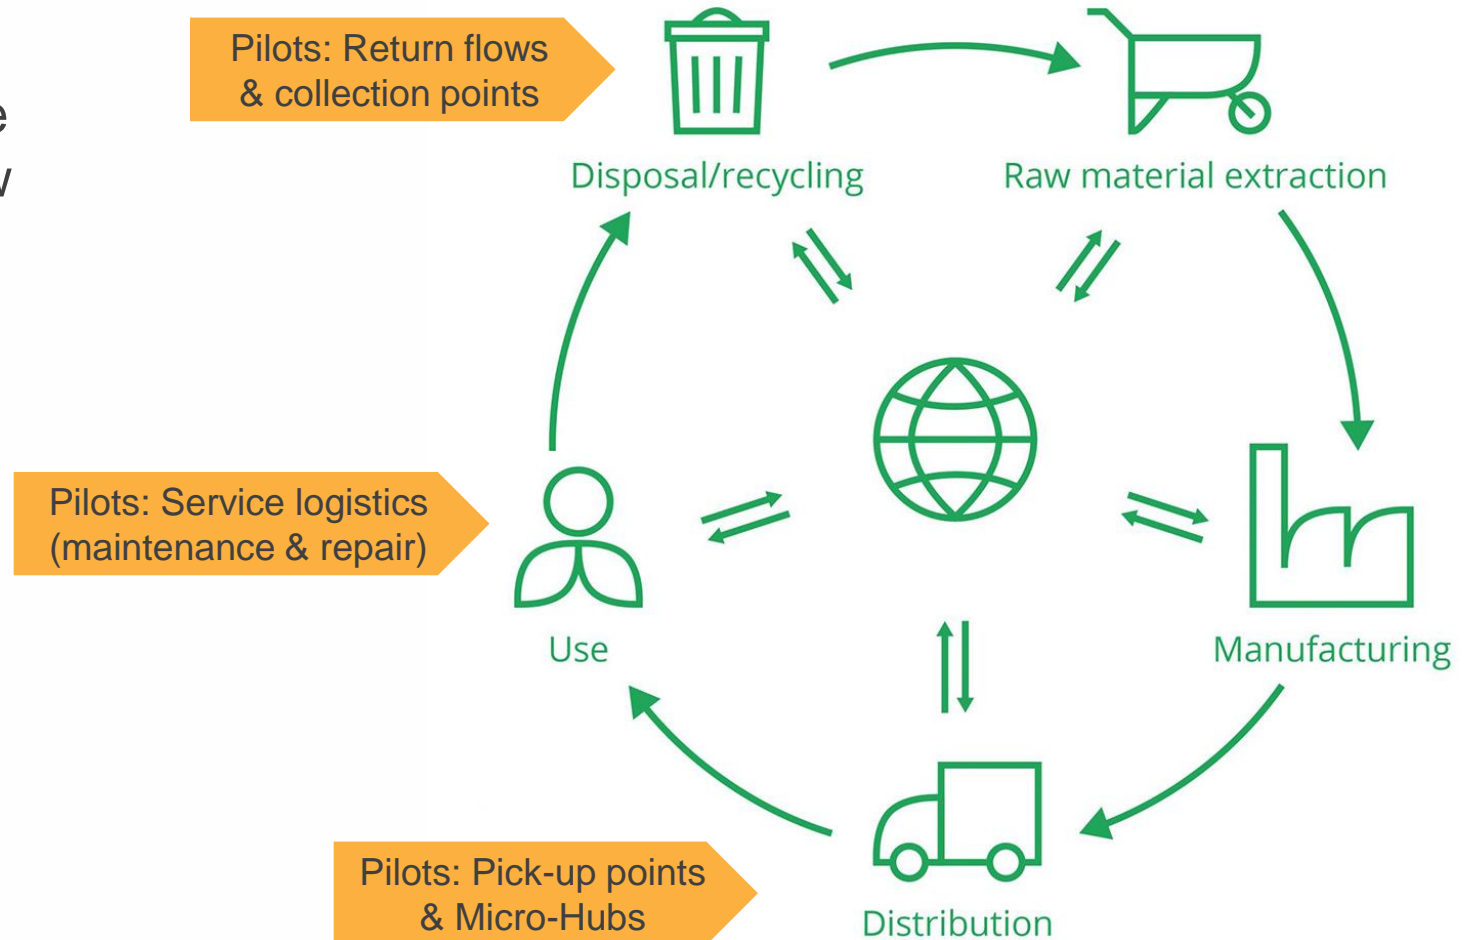 Pilots: Return flows
& collection points
Disposal/recycling
Raw material extraction
Pilots: Service logistics
(maintenance & repair)
Use
Manufacturing
Pilots: Pick-up points
& Micro-Hubs
Distribution